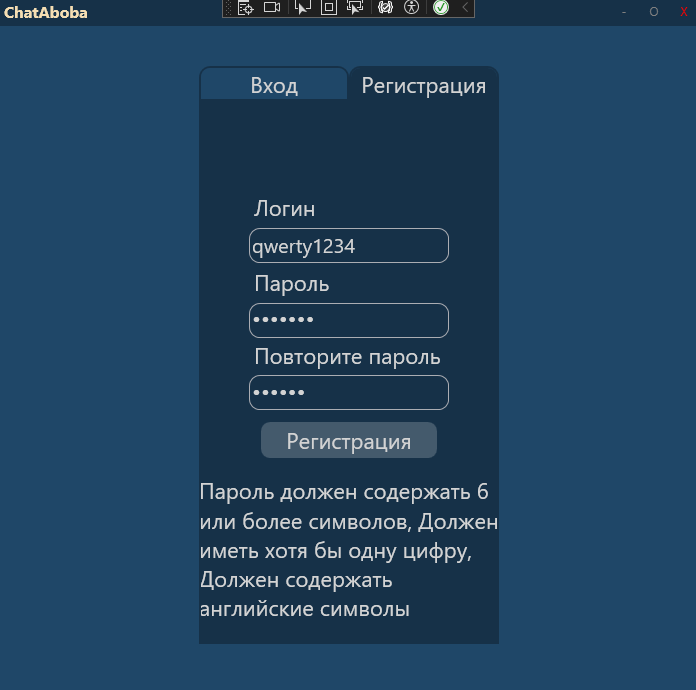 ChatAboba
- O X
Вход Регистрация
Логин
qwerty1234
Пароль
•••••••
Повторите пароль
••••••
Регистрация
Пароль должен содержать 6
или более символов, Должен
иметь хотя бы одну цифру,
Должен содержать
английские символы